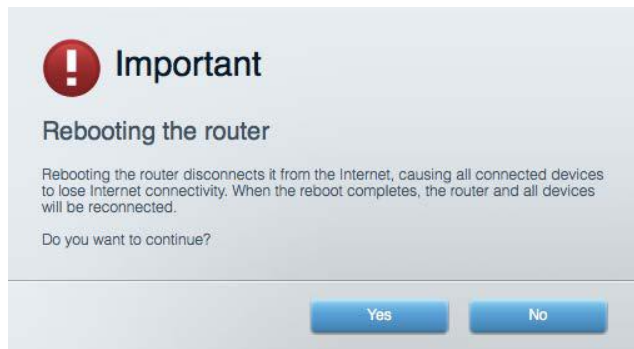 Important
Rebooting the router
Rebooting the router disconnects it from the Internet, causing all connected devices
to lose Internet connectivity. When the reboot completes, the router and all devices
will be reconnected.
Do you want to continue?
Yes No